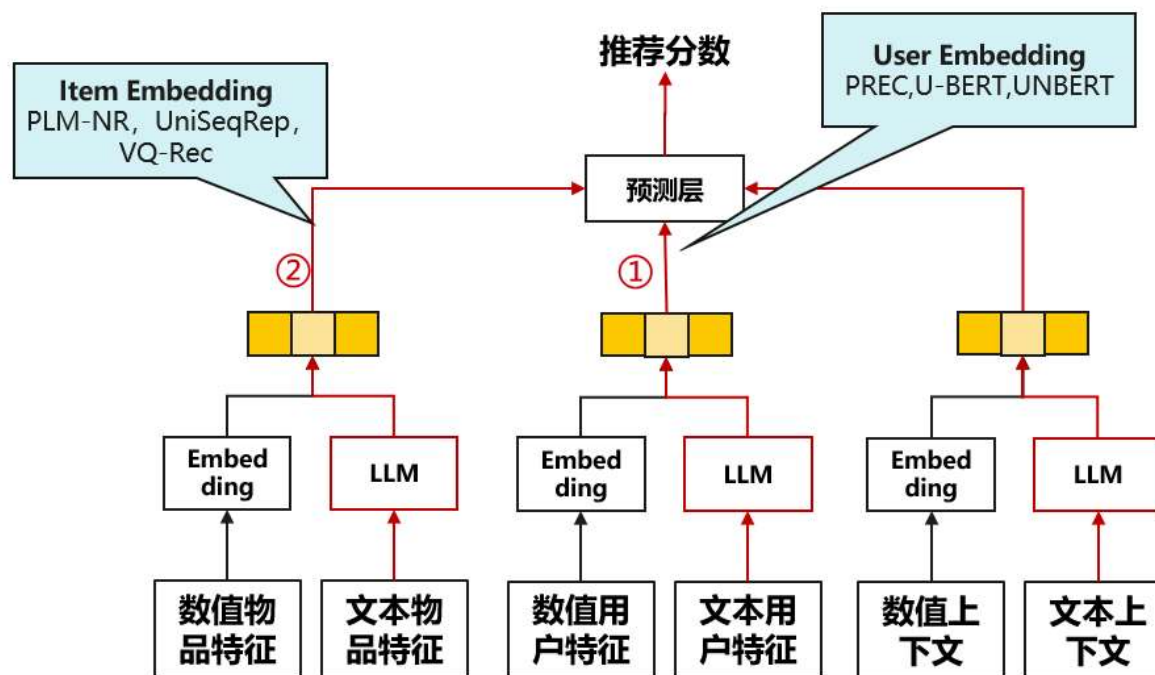 推荐分数
Item Embedding
PLM-NR，UniSeqRep，
VQ-Rec
User Embedding
PREC,U-BERT,UNBERT
预测层
②
①
Embed
ding
LLM
Embed
ding
LLM
Embed
ding
LLM
数值物
品特征
文本物
品特征
数值用
户特征
文本用
户特征
数值上
下文
文本上
下文